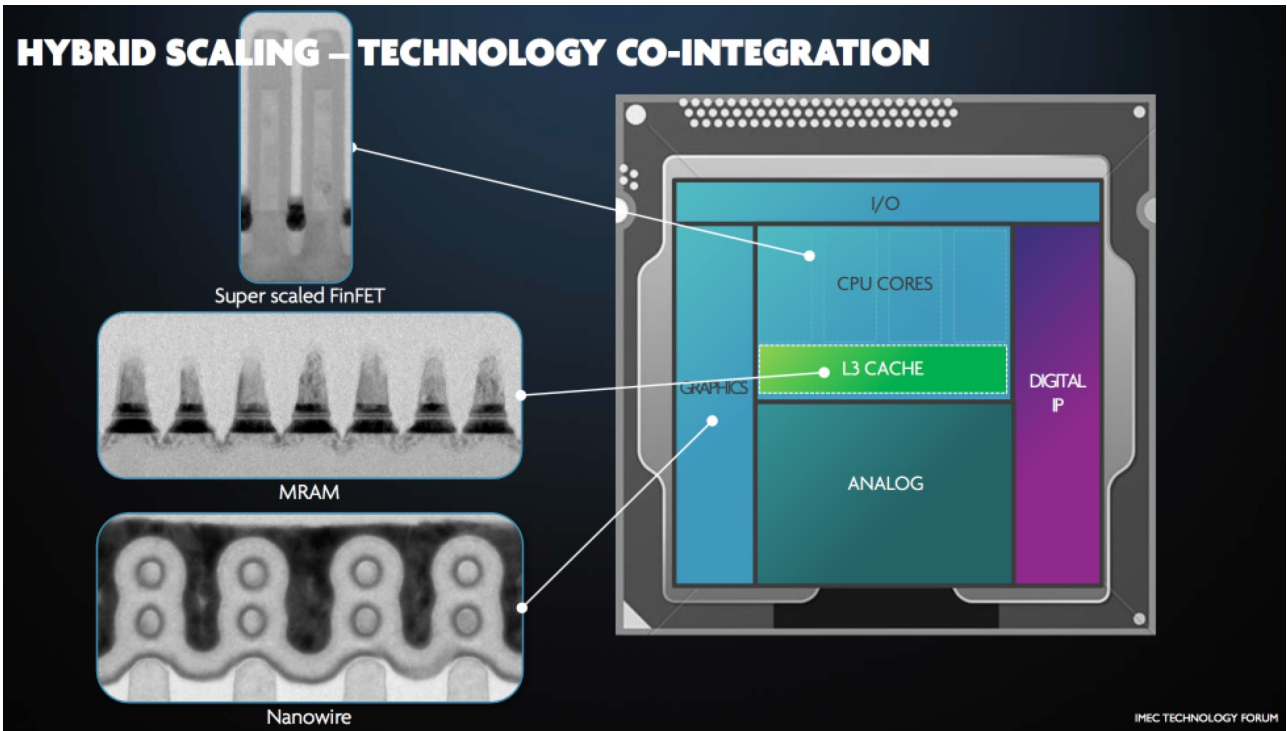 HYBRID SCALING – TECHNOLOGY CO-INTEGRATION
Super scaled FinFET
MRAM
Nanowire
I/O
CPU CORES
L3 CACHE
GRAPHICS
DIGITAL
IP
ANALOG
IMEC TECHNOLOGY FORUM